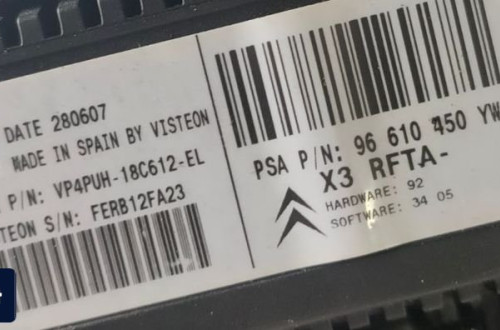 DATE 280607
MADE IN SPAIN BY VISTEON
P/N: VP4PUH-18C612-EL
S/N: FERB12FA23
PSA P/N: 96 610 450 YW
X3 RFTA-
HARDWARE: 92
SOFTWARE: 34 05